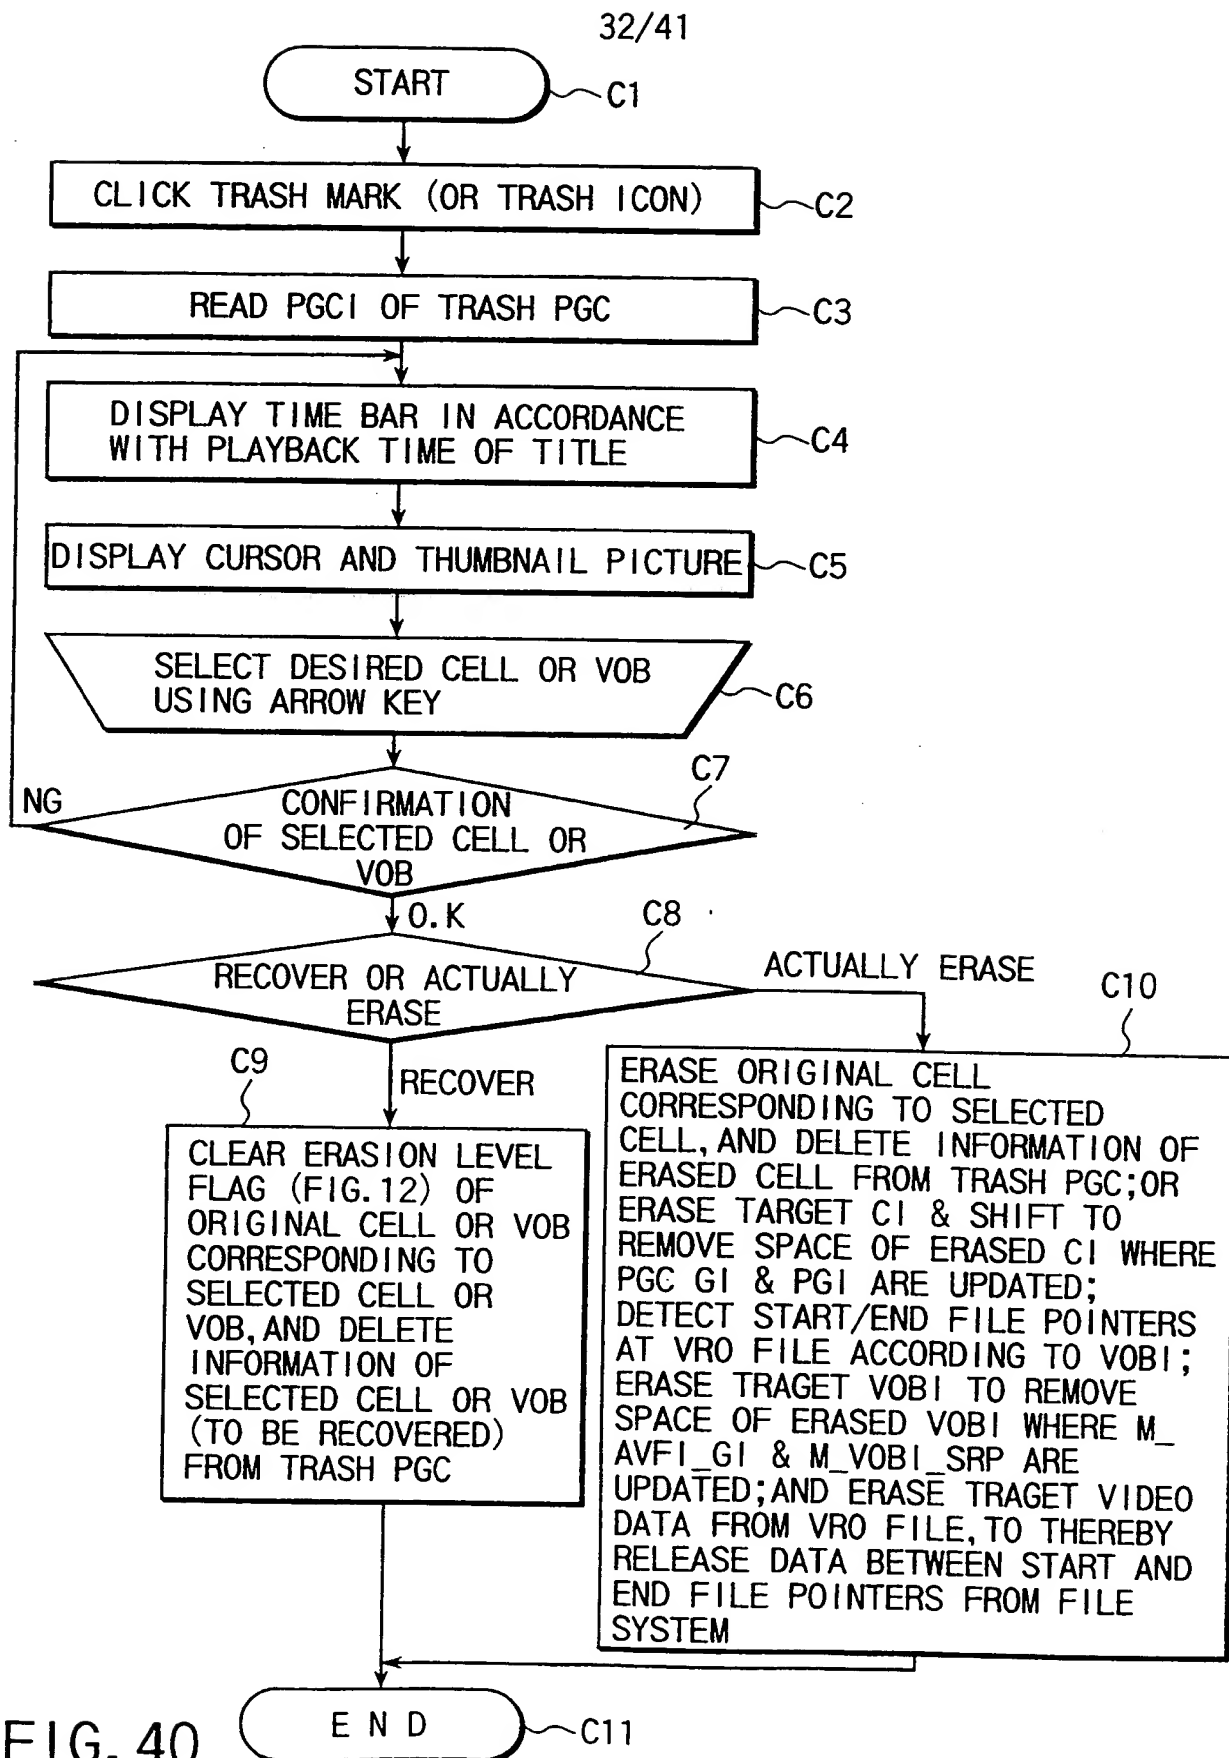 32/41
START
C1
CLICK TRASH MARK (OR TRASH ICON)
C2
READ PGCI OF TRASH PGC
C3
DISPLAY TIME BAR IN ACCORDANCE
WITH PLAYBACK TIME OF TITLE
C4
DISPLAY CURSOR AND THUMBNAIL PICTURE
C5
SELECT DESIRED CELL OR VOB
USING ARROW KEY
C6
C7
NG
CONFIRMATION
OF SELECTED CELL OR
VOB
O.K
C8
RECOVER OR ACTUALLY
ERASE
ACTUALLY ERASE
C10
C9
RECOVER
CLEAR ERASION LEVEL
FLAG (FIG.12) OF
ORIGINAL CELL OR VOB
CORRESPONDING TO
SELECTED CELL OR
VOB, AND DELETE
INFORMATION OF
SELECTED CELL OR VOB
(TO BE RECOVERED)
FROM TRASH PGC
ERASE ORIGINAL CELL
CORRESPONDING TO SELECTED
CELL, AND DELETE INFORMATION OF
ERASED CELL FROM TRASH PGC;OR
ERASE TARGET CI & SHIFT TO
REMOVE SPACE OF ERASED CI WHERE
PGC GI & PGI ARE UPDATED;
DETECT START/END FILE POINTERS
AT VRO FILE ACCORDING TO VOBI;
ERASE TRAGET VOBI TO REMOVE
SPACE OF ERASED VOBI WHERE M_
AVFI_GI & M_VOBI_SRP ARE
UPDATED;AND ERASE TRAGET VIDEO
DATA FROM VRO FILE, TO THEREBY
RELEASE DATA BETWEEN START AND
END FILE POINTERS FROM FILE
SYSTEM
END
C11
FIG. 40